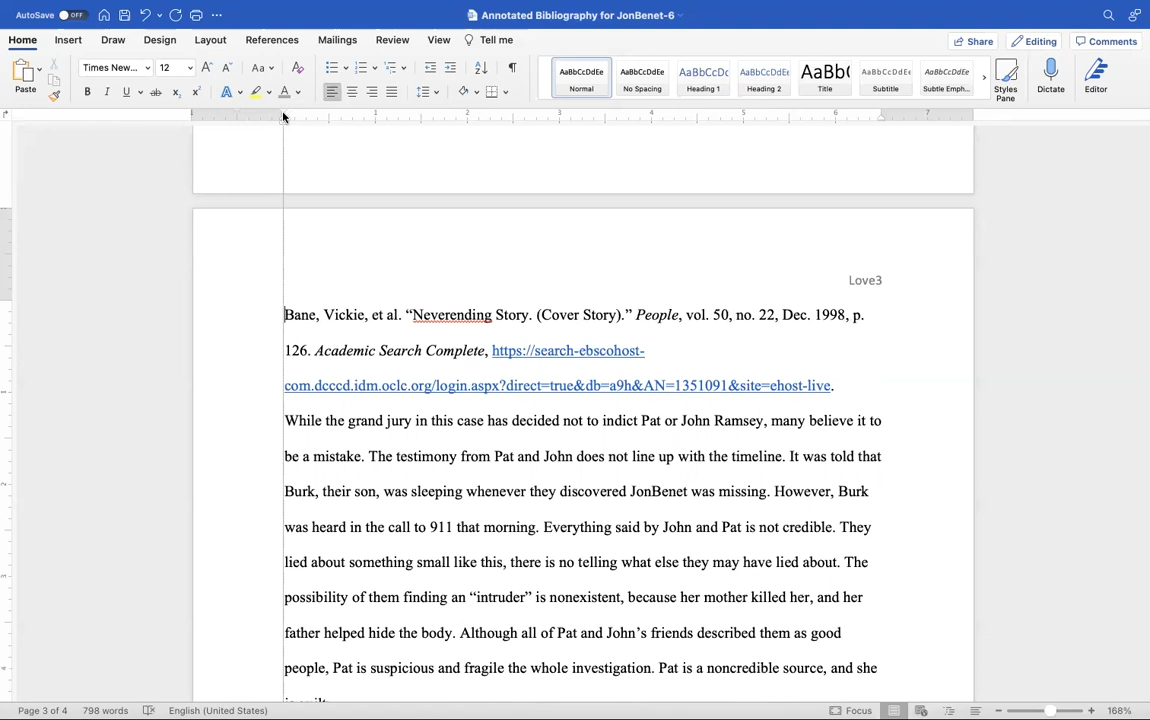 AutoSave OFF Annotated Bibliography for JonBenet-6
Home Insert Draw Design Layout References Mailings Review View Tell me Share Editing Comments
Paste Times New... 12 Aa
B I U ab x₂ x² A A
AaBbCcDdEe AaBbCcDdEe AaBbCcDc AaBbCcDdEe AaBb( AaBbCcDdEe AaBbCcDdEe
Normal No Spacing Heading 1 Heading 2 Title Subtitle Subtle Emph... Styles Pane Dictate Editor
1 2 3 4 5 6 7
Love3
Bane, Vickie, et al. “Neverending Story. (Cover Story).” People, vol. 50, no. 22, Dec. 1998, p.
126. Academic Search Complete, https://search-ebscohost-
com.dcccd.idm.oclc.org/login.aspx?direct=true&db=a9h&AN=1351091&site=ehost-live.
While the grand jury in this case has decided not to indict Pat or John Ramsey, many believe it to
be a mistake. The testimony from Pat and John does not line up with the timeline. It was told that
Burk, their son, was sleeping whenever they discovered JonBenet was missing. However, Burk
was heard in the call to 911 that morning. Everything said by John and Pat is not credible. They
lied about something small like this, there is no telling what else they may have lied about. The
possibility of them finding an “intruder” is nonexistent, because her mother killed her, and her
father helped hide the body. Although all of Pat and John’s friends described them as good
people, Pat is suspicious and fragile the whole investigation. Pat is a noncredible source, and she
Page 3 of 4 798 words English (United States) Focus 168%